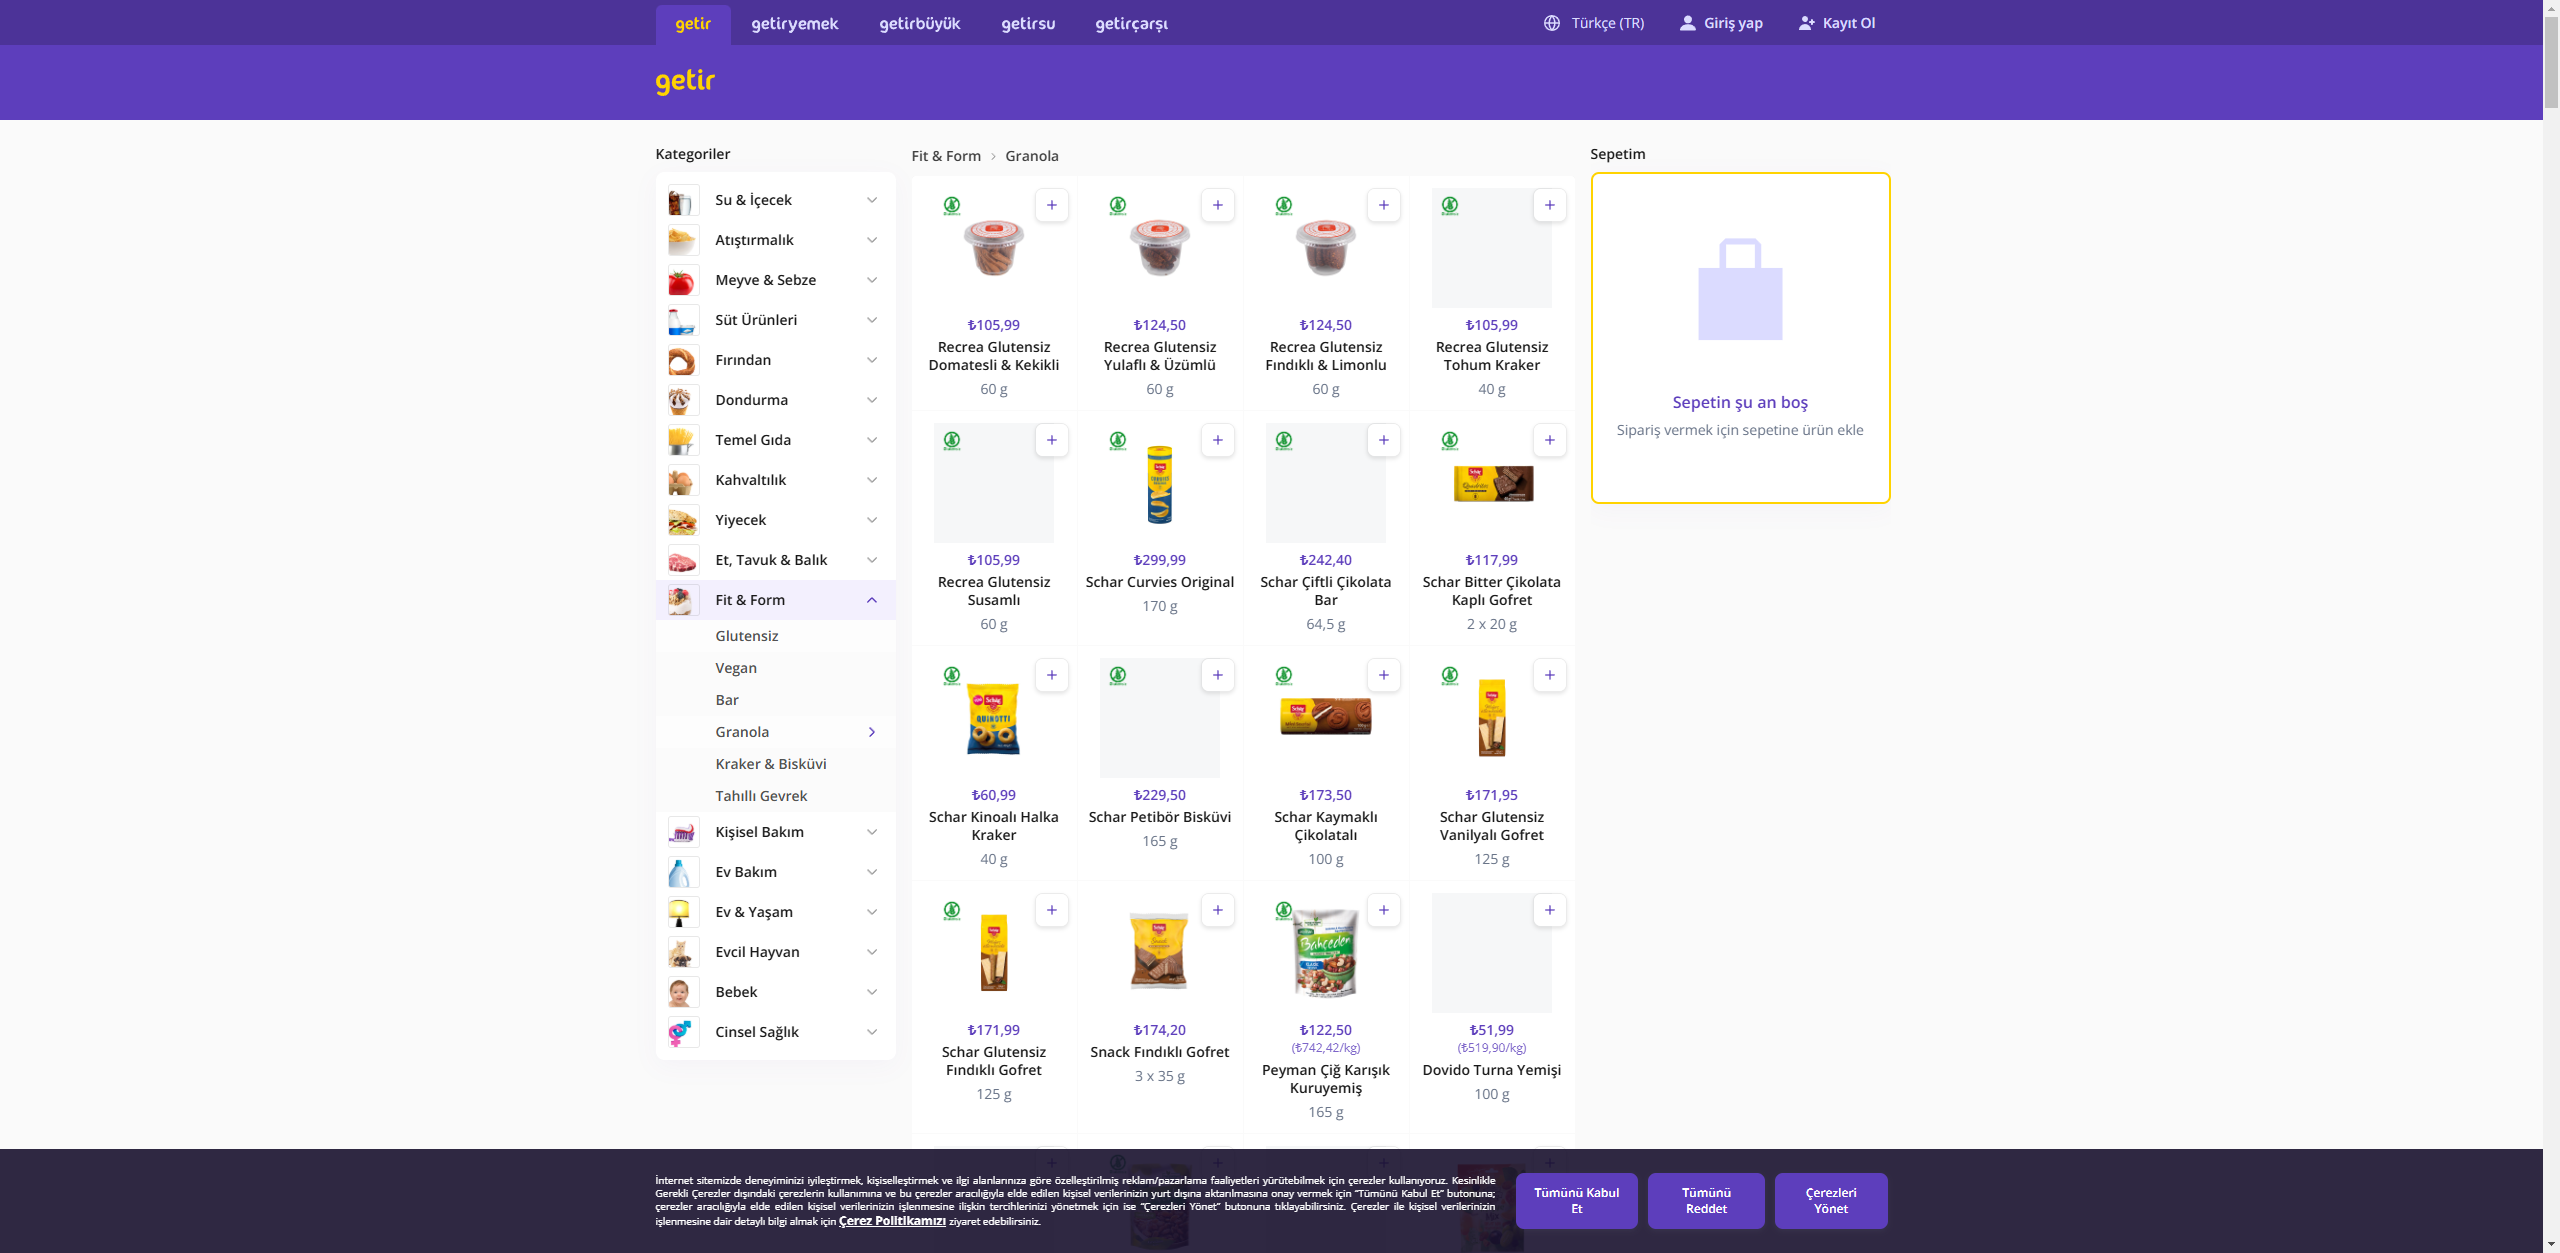 getir
getiryemek
getirbüyük
getirsu
getirçarşı
Türkçe (TR)
Giriş yap
Kayıt Ol
getir
Kategoriler
Su & İçecek
Atıştırmalık
Meyve & Sebze
Süt Ürünleri
Fırından
Dondurma
Temel Gıda
Kahvaltılık
Yiyecek
Et, Tavuk & Balık
Fit & Form
Glutensiz
Vegan
Bar
Granola
Kraker & Bisküvi
Tahıllı Gevrek
Kişisel Bakım
Ev Bakım
Ev & Yaşam
Evcil Hayvan
Bebek
Cinsel Sağlık
Fit & Form
Granola
₺105,99
Recrea Glutensiz
Domatesli & Kekikli
60 g
₺124,50
Recrea Glutensiz
Yulaflı & Üzümlü
60 g
₺124,50
Recrea Glutensiz
Fındıklı & Limonlu
60 g
₺105,99
Recrea Glutensiz
Tohum Kraker
40 g
₺105,99
Recrea Glutensiz
Susamlı
60 g
₺299,99
Schar Curvies Original
170 g
₺242,40
Schar Çiftli Çikolata
Bar
64,5 g
₺117,99
Schar Bitter Çikolata
Kaplı Gofret
2 x 20 g
₺60,99
Schar Kinoalı Halka
Kraker
40 g
₺229,50
Schar Petibör Bisküvi
165 g
₺173,50
Schar Kaymaklı
Çikolatalı
100 g
₺171,95
Schar Glutensiz
Vanilyalı Gofret
125 g
₺171,99
Schar Glutensiz
Fındıklı Gofret
125 g
₺174,20
Snack Fındıklı Gofret
3 x 35 g
Bahçeden
₺122,50
(₺742,42/kg)
Peyman Çiğ Karışık
Kuruyemiş
165 g
₺51,99
(₺519,90/kg)
Dovido Turna Yemişi
100 g
Sepetim
Sepetin şu an boş
Sipariş vermek için sepetine ürün ekle
İnternet sitemizde deneyiminizi iyileştirmek, kişiselleştirmek ve ilgi alanlarınıza göre özelleştirilmiş reklam/pazarlama faaliyetleri yürütebilmek için çerezler kullanıyoruz. Kesinlikle
Gerekli Çerezler dışındaki çerezlerin kullanımına ve bu çerezler aracılığıyla elde edilen kişisel verilerinizin yurt dışına aktarılmasına onay vermek için “Tümünü Kabul Et” butonuna;
çerezler aracılığıyla elde edilen kişisel verilerinizin işlenmesine ilişkin tercihlerinizi yönetmek için ise “Çerezleri Yönet” butonuna tıklayabilirsiniz. Çerezler ile kişisel verilerinizin
işlenmesine dair detaylı bilgi almak için Çerez Politikamızı ziyaret edebilirsiniz.
Tümünü Kabul
Et
Tümünü
Reddet
Çerezleri
Yönet